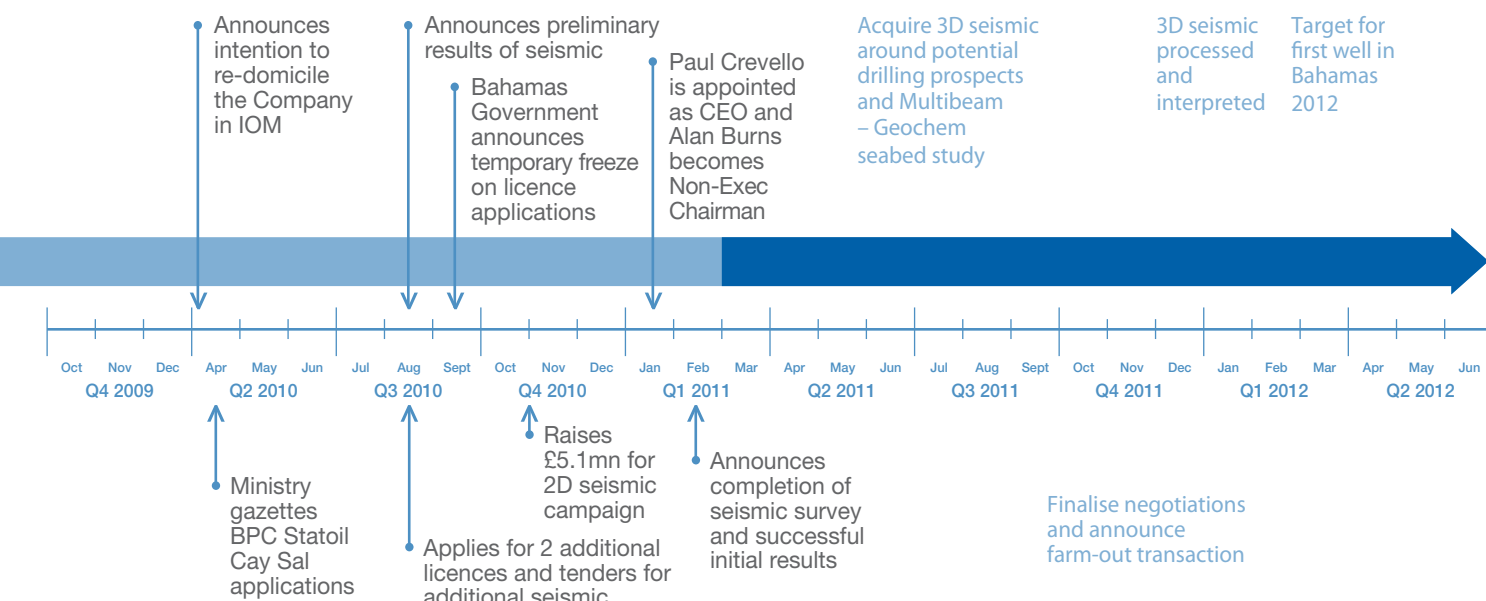 Announces
intention to
re-domicile
the Company
in IOM
Announces preliminary
results of seismic
Bahamas
Government
announces
temporary freeze
on licence
applications
Paul Crevello
is appointed
as CEO and
Alan Burns
becomes
Non-Exec
Chairman
Acquire 3D seismic
around potential
drilling prospects
and Multibeam
– Geochem
seabed study
3D seismic
processed
and
interpreted
Target for
first well in
Bahamas
2012
Oct Nov Dec Apr May Jun Jul Aug Sept Oct Nov Dec Jan Feb Mar Apr May Jun Jul Aug Sept Oct Nov Dec Jan Feb Mar Apr May Jun
Q4 2009 Q2 2010 Q3 2010 Q4 2010 Q1 2011 Q2 2011 Q3 2011 Q4 2011 Q1 2012 Q2 2012
Ministry
gazettes
BPC Statoil
Cay Sal
applications
Applies for 2 additional
licences and tenders for
additional seismic
Raises
£5.1mn for
2D seismic
campaign
Announces
completion of
seismic survey
and successful
initial results
Finalise negotiations
and announce
farm-out transaction